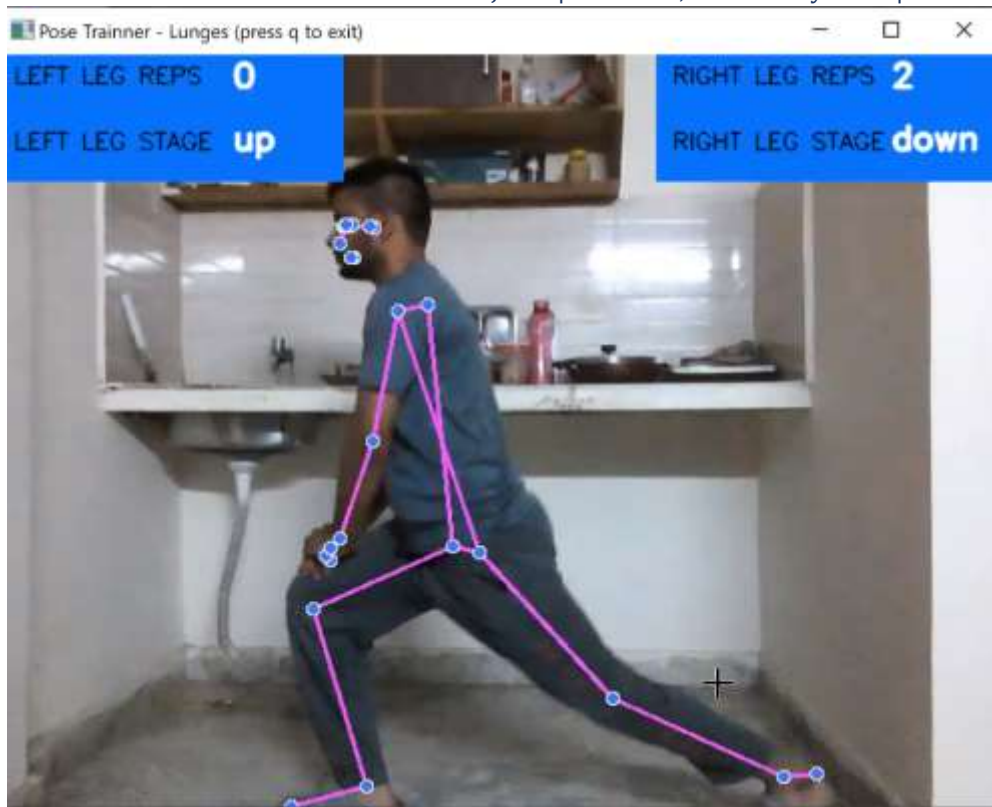 Pose Trainner - Lunges (press q to exit)
LEFT LEG REPS 0
LEFT LEG STAGE up
RIGHT LEG REPS 2
RIGHT LEG STAGE down